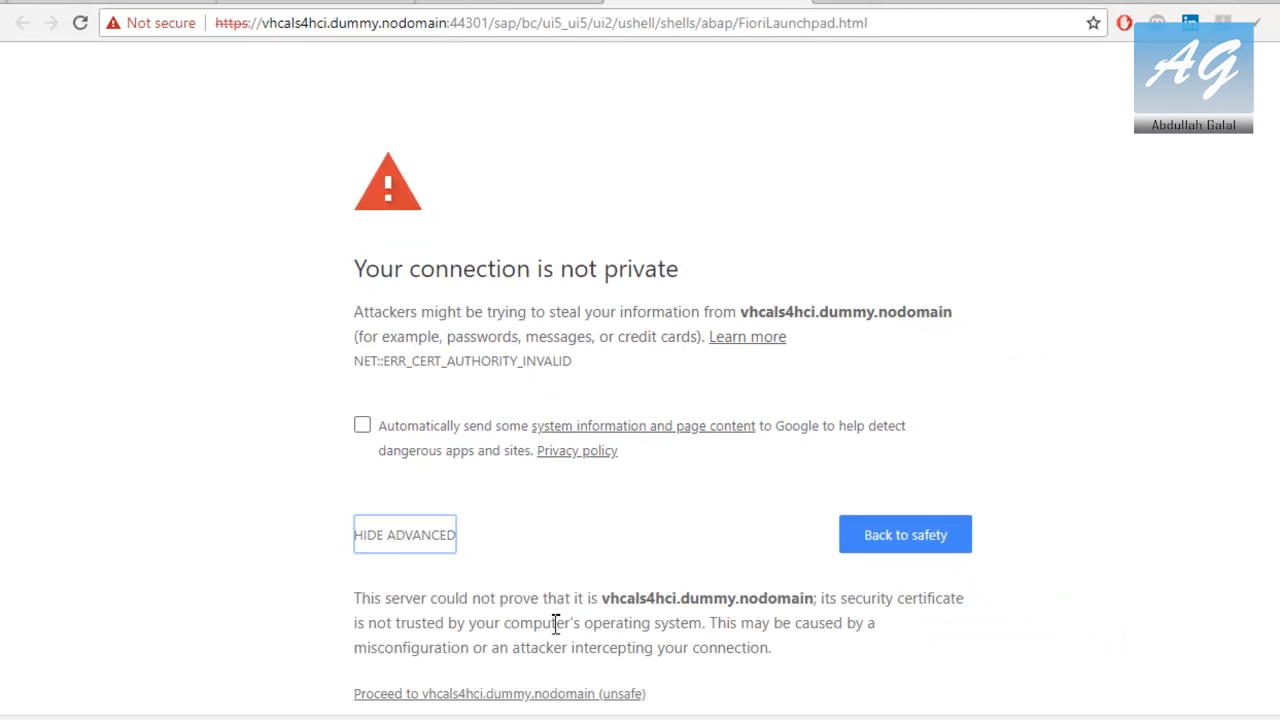 Not secure https://vhcals4hci.dummy.nodomain:44301/sap/bc/ui5_ui5/ui2/ushell/shells/abap/FioriLaunchpad.html
AG
Abdullah Galal
Your connection is not private
Attackers might be trying to steal your information from vhcals4hci.dummy.nodomain
(for example, passwords, messages, or credit cards). Learn more
NET::ERR_CERT_AUTHORITY_INVALID
Automatically send some system information and page content to Google to help detect
dangerous apps and sites. Privacy policy
HIDE ADVANCED
Back to safety
This server could not prove that it is vhcals4hci.dummy.nodomain; its security certificate
is not trusted by your computer's operating system. This may be caused by a
misconfiguration or an attacker intercepting your connection.
Proceed to vhcals4hci.dummy.nodomain (unsafe)